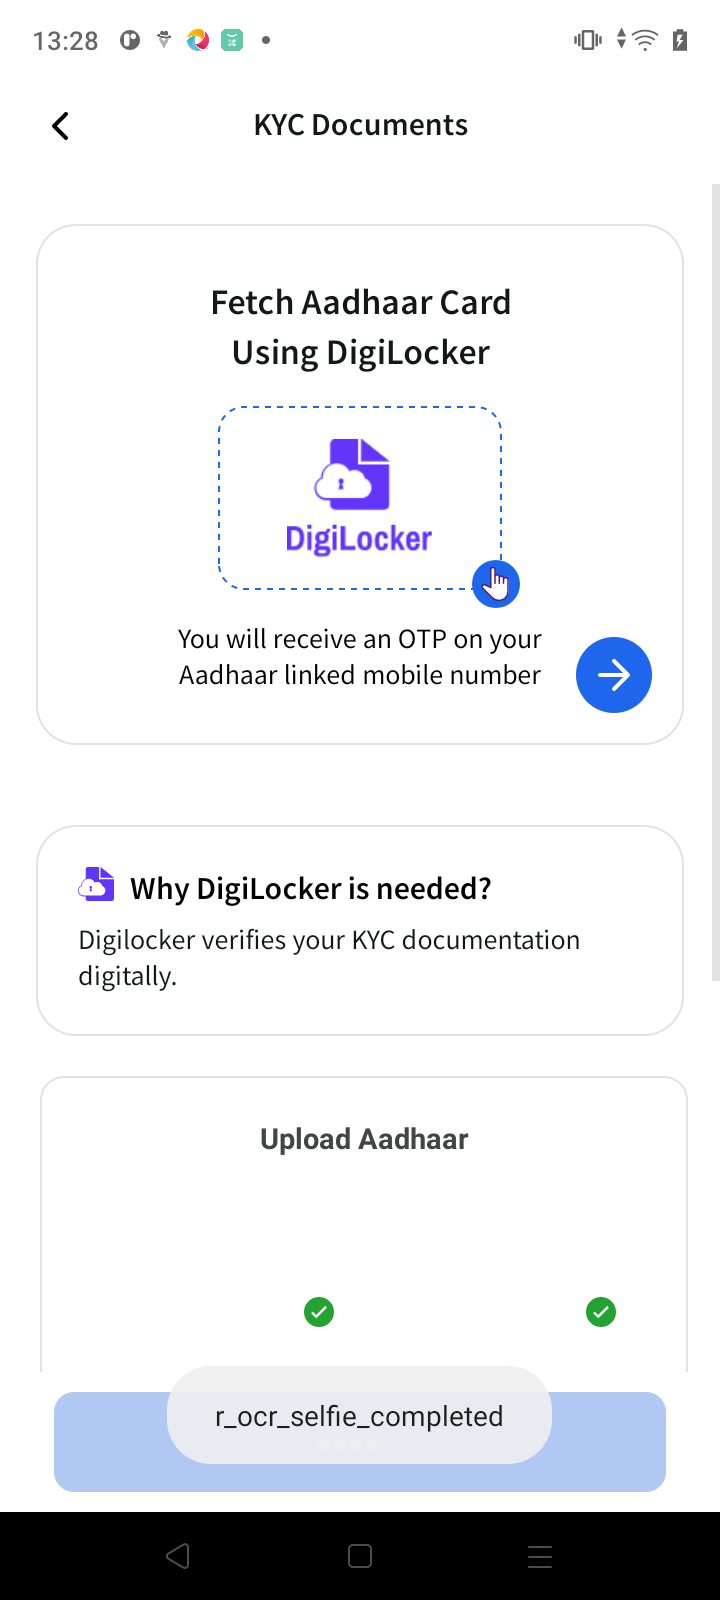 13:28
KYC Documents
Fetch Aadhaar Card
Using DigiLocker
DigiLocker
You will receive an OTP on your
Aadhaar linked mobile number
Why DigiLocker is needed?
Digilocker verifies your KYC documentation
digitally.
Upload Aadhaar
r_ocr_selfie_completed